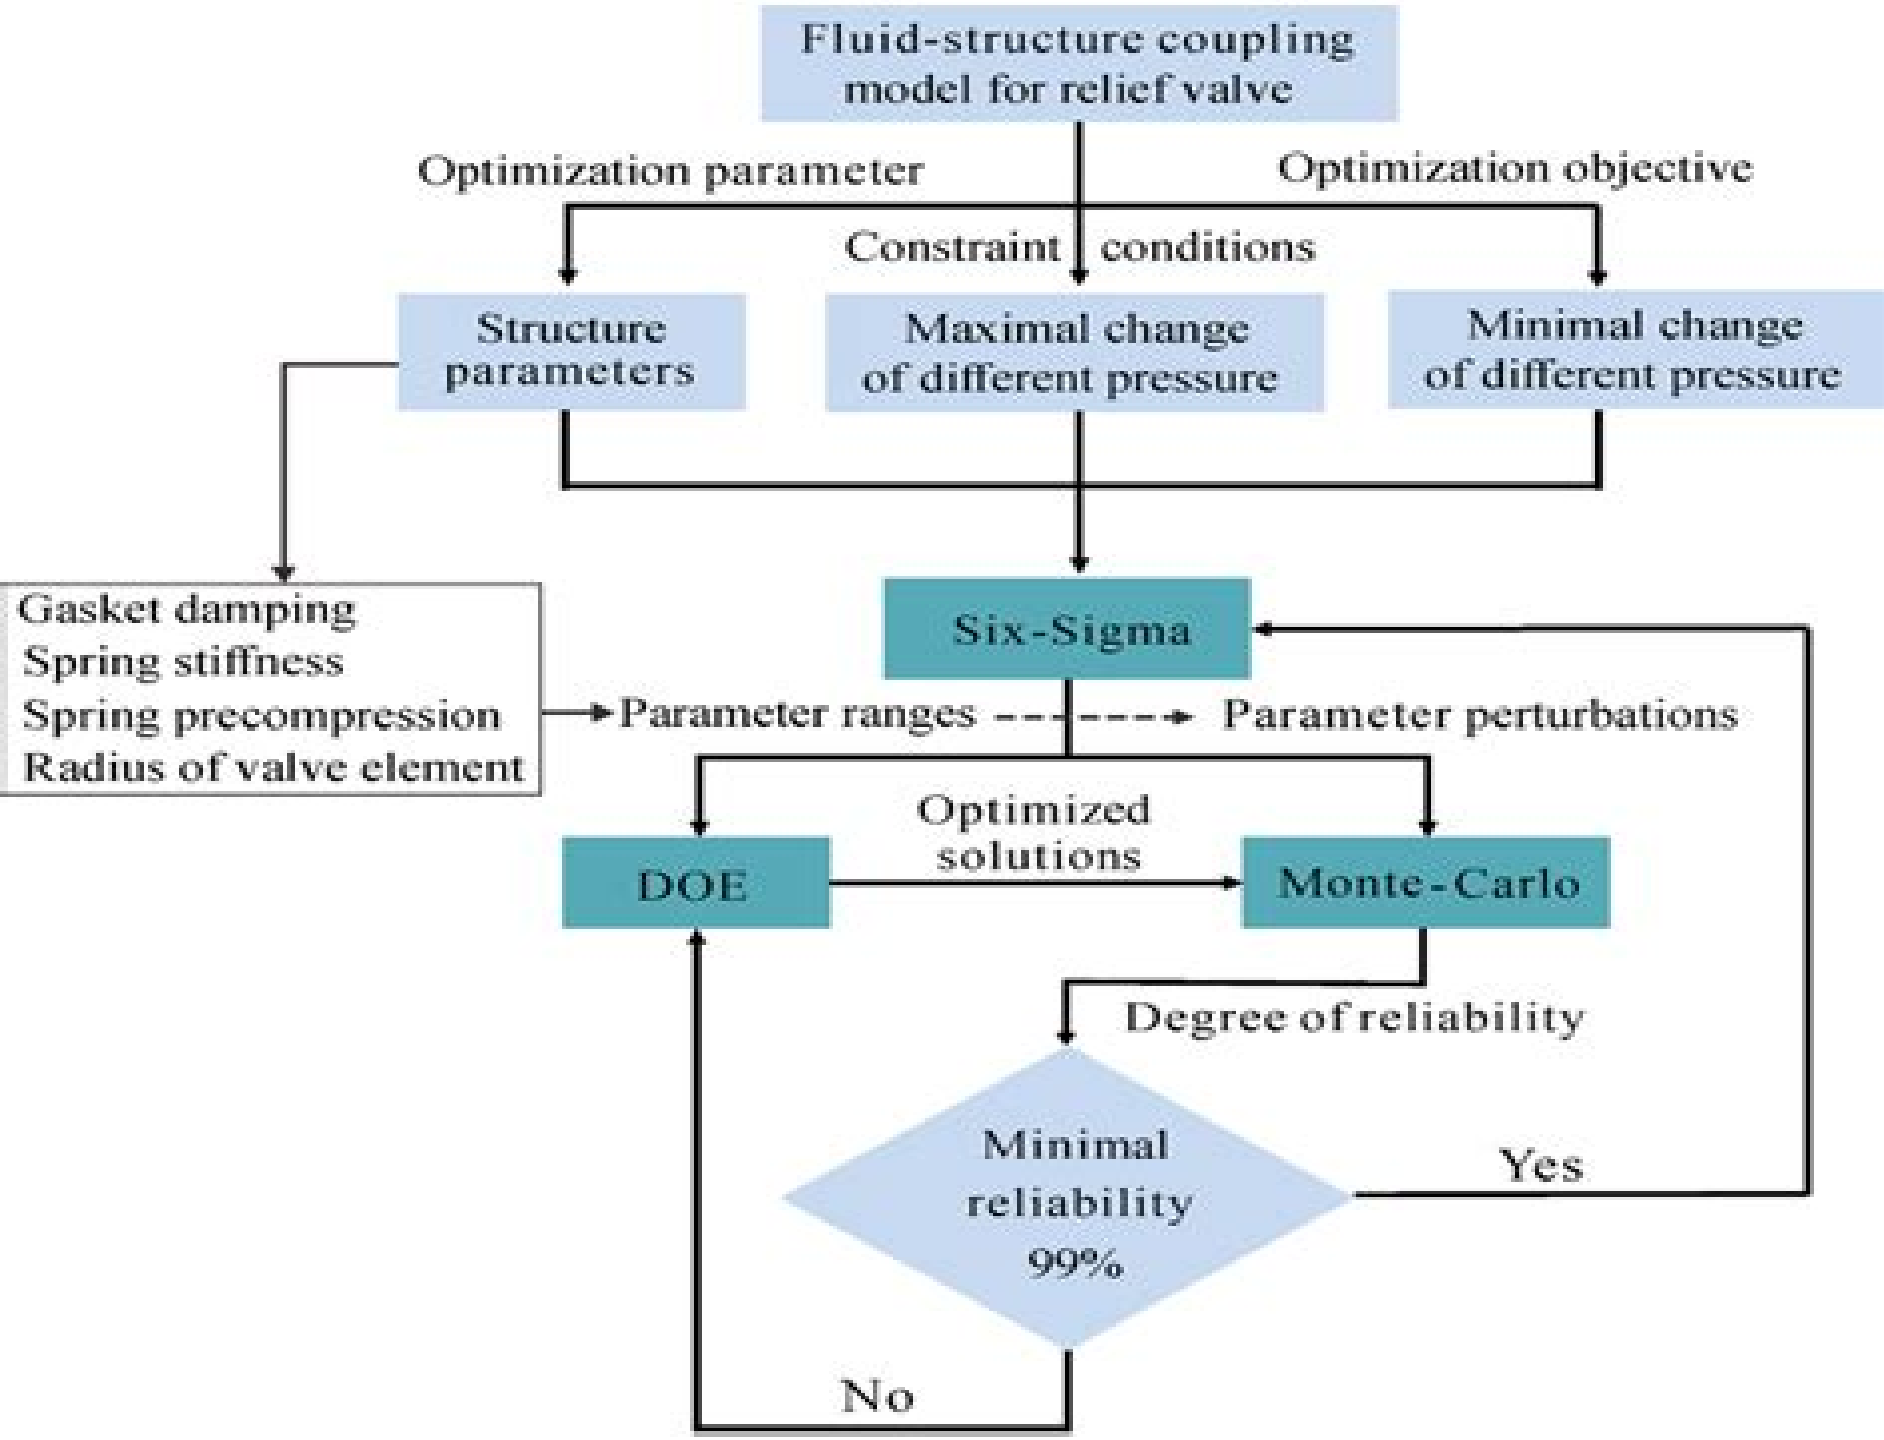 Fluid-structure coupling
model for relief valve
Optimization parameter
Optimization objective
Constraint conditions
Structure
parameters
Maximal change
of different pressure
Minimal change
of different pressure
Gasket damping
Spring stiffness
Spring precompression
Radius of valve element
Six-Sigma
Parameter ranges
Parameter perturbations
Optimized
solutions
DOE
Monte-Carlo
Degree of reliability
Minimal
reliability
99%
Yes
No